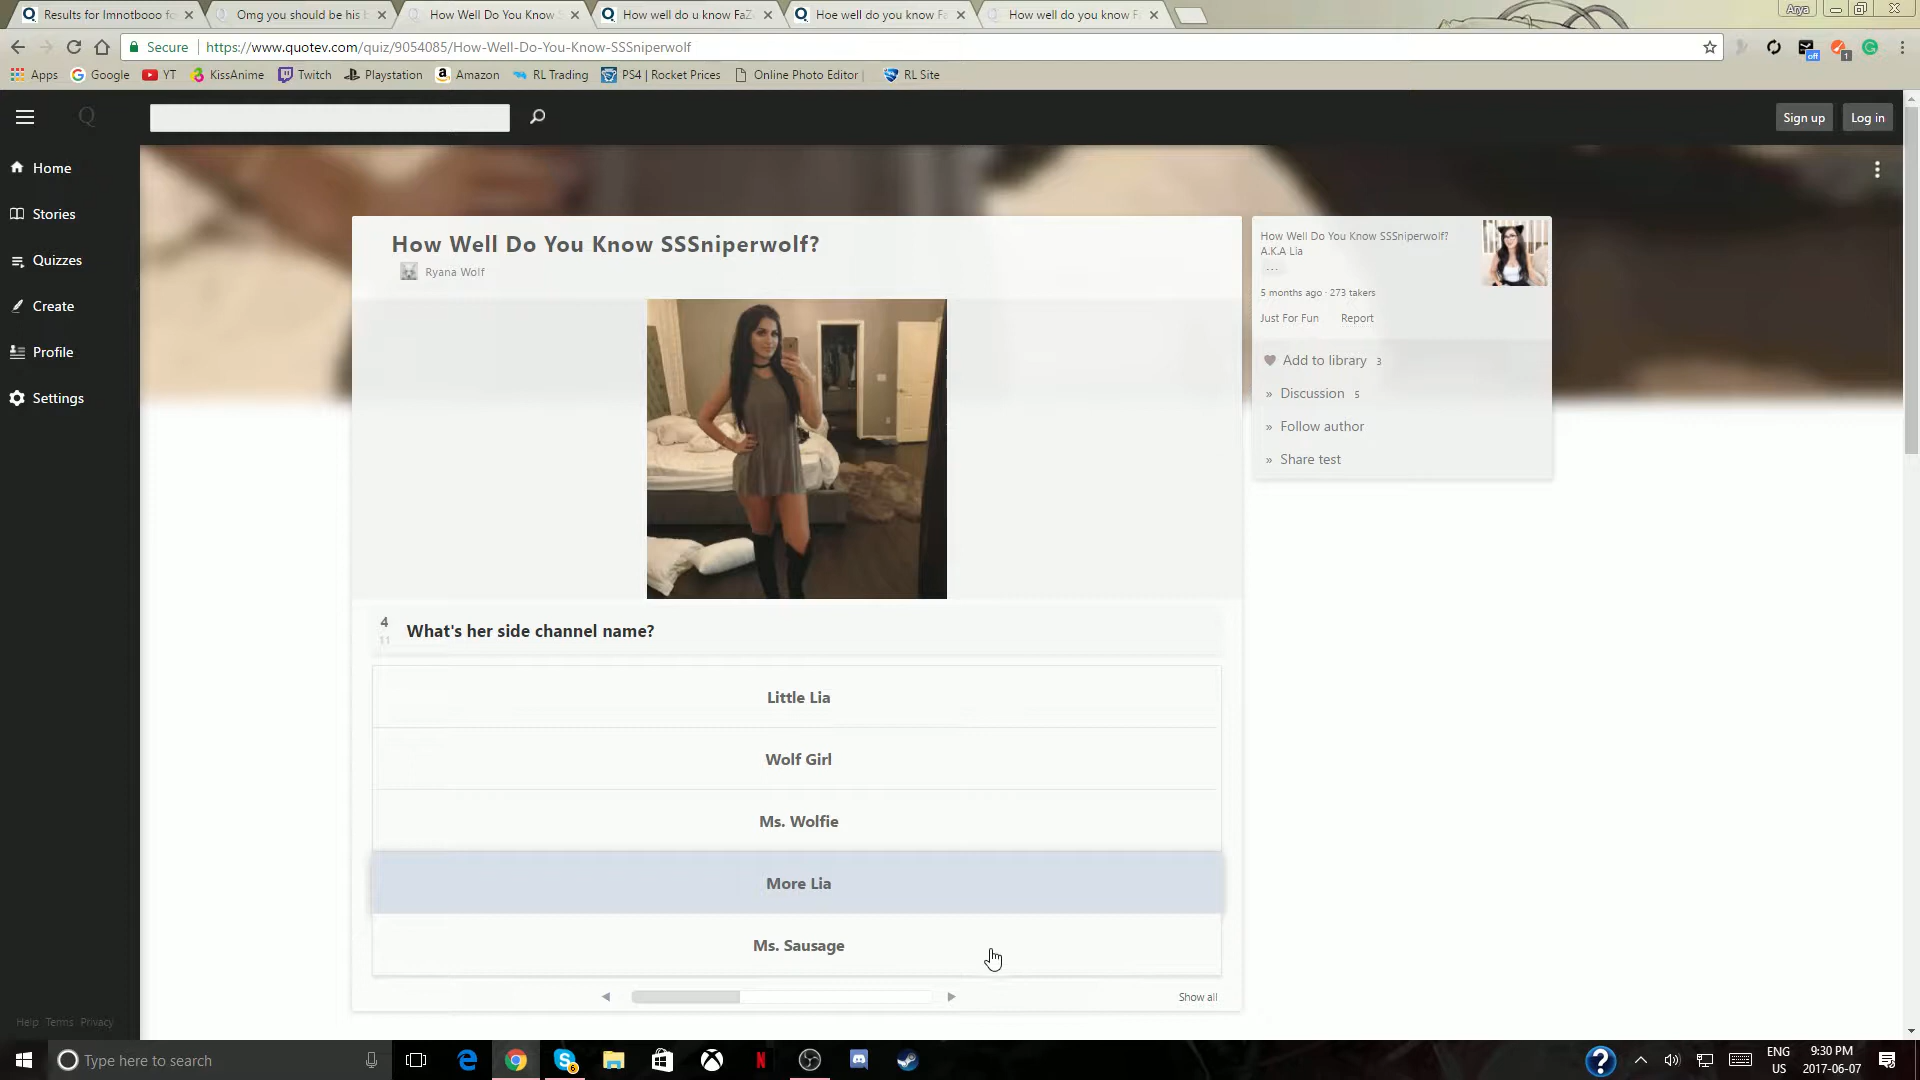 Results for Imnotbooo fo
Omg you should be his b
How Well Do You Know S
How well do u know FaZ
Hoe well do you know Fa
How well do you know F
Arya
Secure
https://www.quotev.com/quiz/9054085/How-Well-Do-You-Know-SSSniperwolf
off
1
Apps
Google
YT
KissAnime
Twitch
Playstation
Amazon
RL Trading
PS4 | Rocket Prices
Online Photo Editor |
RL Site
Q
Sign up
Log in
Home
Stories
Quizzes
Create
Profile
Settings
How Well Do You Know SSSniperwolf?
Ryana Wolf
How Well Do You Know SSSniperwolf?
A.K.A Lia
...
5 months ago · 273 takers
Just For Fun
Report
Add to library 3
» Discussion 5
» Follow author
» Share test
4
11
What's her side channel name?
Little Lia
Wolf Girl
Ms. Wolfie
More Lia
Ms. Sausage
Show all
Help Terms Privacy
Type here to search
6
ENG
US
9:30 PM
2017-06-07